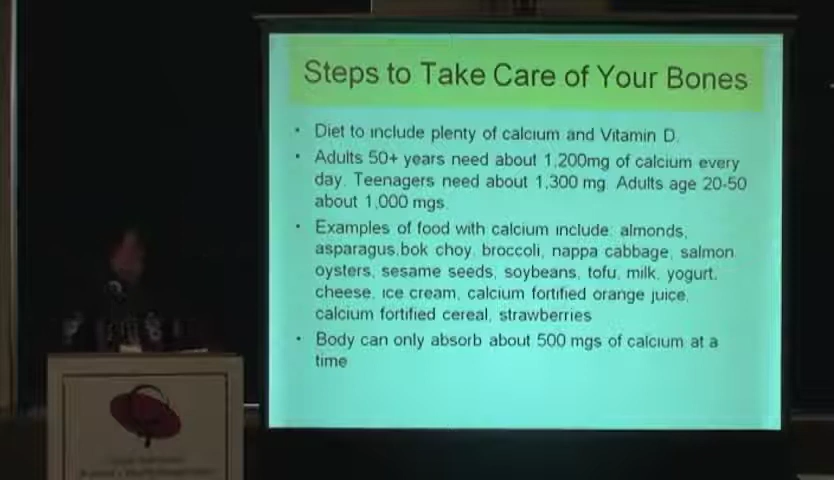 Steps to Take Care of Your Bones
• Diet to include plenty of calcium and Vitamin D.
• Adults 50+ years need about 1,200mg of calcium every
day. Teenagers need about 1,300 mg. Adults age 20-50
about 1,000 mgs.
• Examples of food with calcium include: almonds,
asparagus,bok choy, broccoli, nappa cabbage, salmon
oysters, sesame seeds, soybeans, tofu, milk, yogurt,
cheese, ice cream, calcium fortified orange juice,
calcium fortified cereal, strawberries
• Body can only absorb about 500 mgs of calcium at a
time